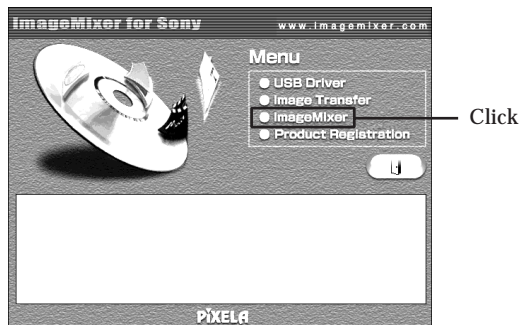 ImageMixer for Sony www.imagemixer.com
Menu
USB Driver
Image Transfer
ImageMixer
Product Registration
Click
PIXELA